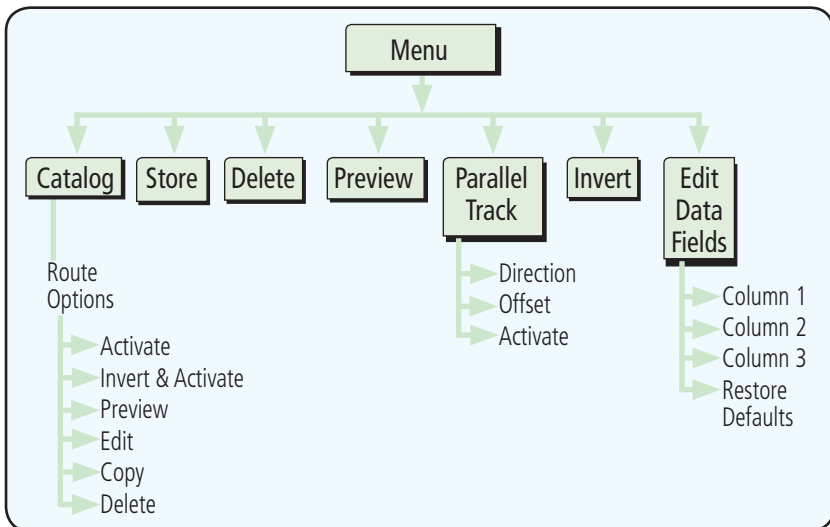 Menu
Catalog
Store
Delete
Preview
Parallel
Track
Invert
Edit
Data
Fields
Route
Options
Activate
Invert & Activate
Preview
Edit
Copy
Delete
Direction
Offset
Activate
Column 1
Column 2
Column 3
Restore
Defaults